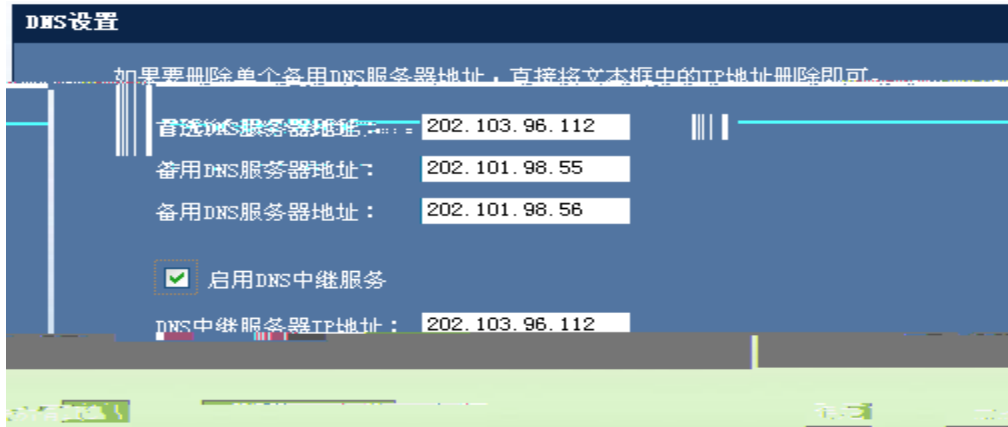 DNS设置
如果要删除单个备用DNS服务器地址，直接将文本框中的IP地址删除即可。
首选DNS服务器地址： 202.103.96.112
备用DNS服务器地址： 202.101.98.55
备用DNS服务器地址： 202.101.98.56
启用DNS中继服务
DNS中继服务器IP地址： 202.103.96.112